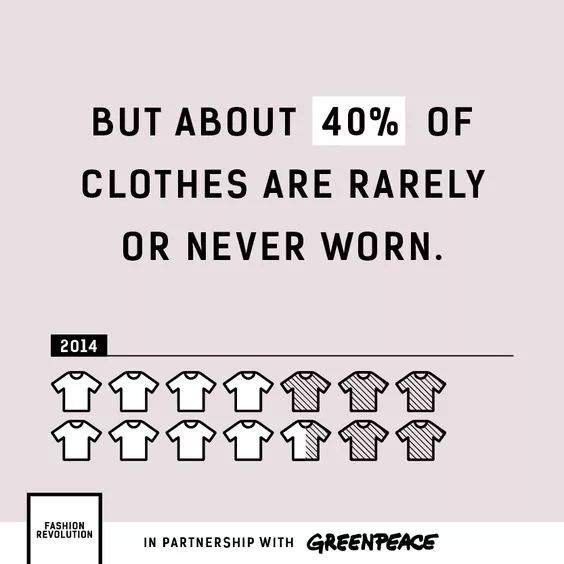 BUT ABOUT 40% OF
CLOTHES ARE RARELY
OR NEVER WORN.
2014
FASHION
REVOLUTION
IN PARTNERSHIP WITH GREENPEACE